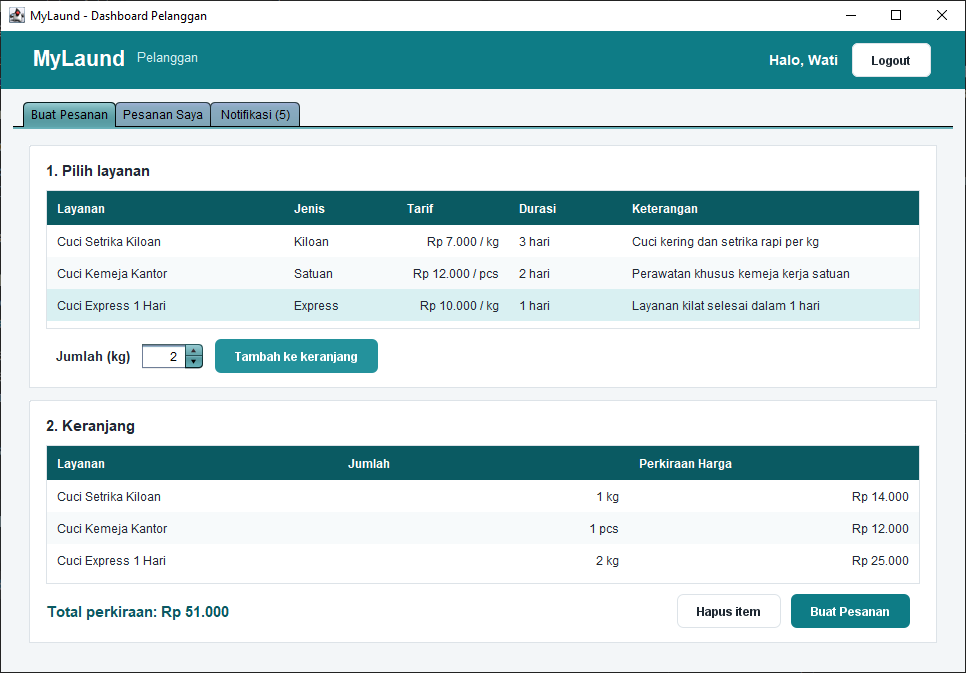 MyLaund - Dashboard Pelanggan
MyLaund Pelanggan Halo, Wati Logout
Buat Pesanan Pesanan Saya Notifikasi (5)
1. Pilih layanan
Layanan Jenis Tarif Durasi Keterangan
Cuci Setrika Kiloan Kiloan Rp 7.000 / kg 3 hari Cuci kering dan setrika rapi per kg
Cuci Kemeja Kantor Satuan Rp 12.000 / pcs 2 hari Perawatan khusus kemeja kerja satuan
Cuci Express 1 Hari Express Rp 10.000 / kg 1 hari Layanan kilat selesai dalam 1 hari
Jumlah (kg) 2 Tambah ke keranjang
2. Keranjang
Layanan Jumlah Perkiraan Harga
Cuci Setrika Kiloan 1 kg Rp 14.000
Cuci Kemeja Kantor 1 pcs Rp 12.000
Cuci Express 1 Hari 2 kg Rp 25.000
Total perkiraan: Rp 51.000 Hapus item Buat Pesanan